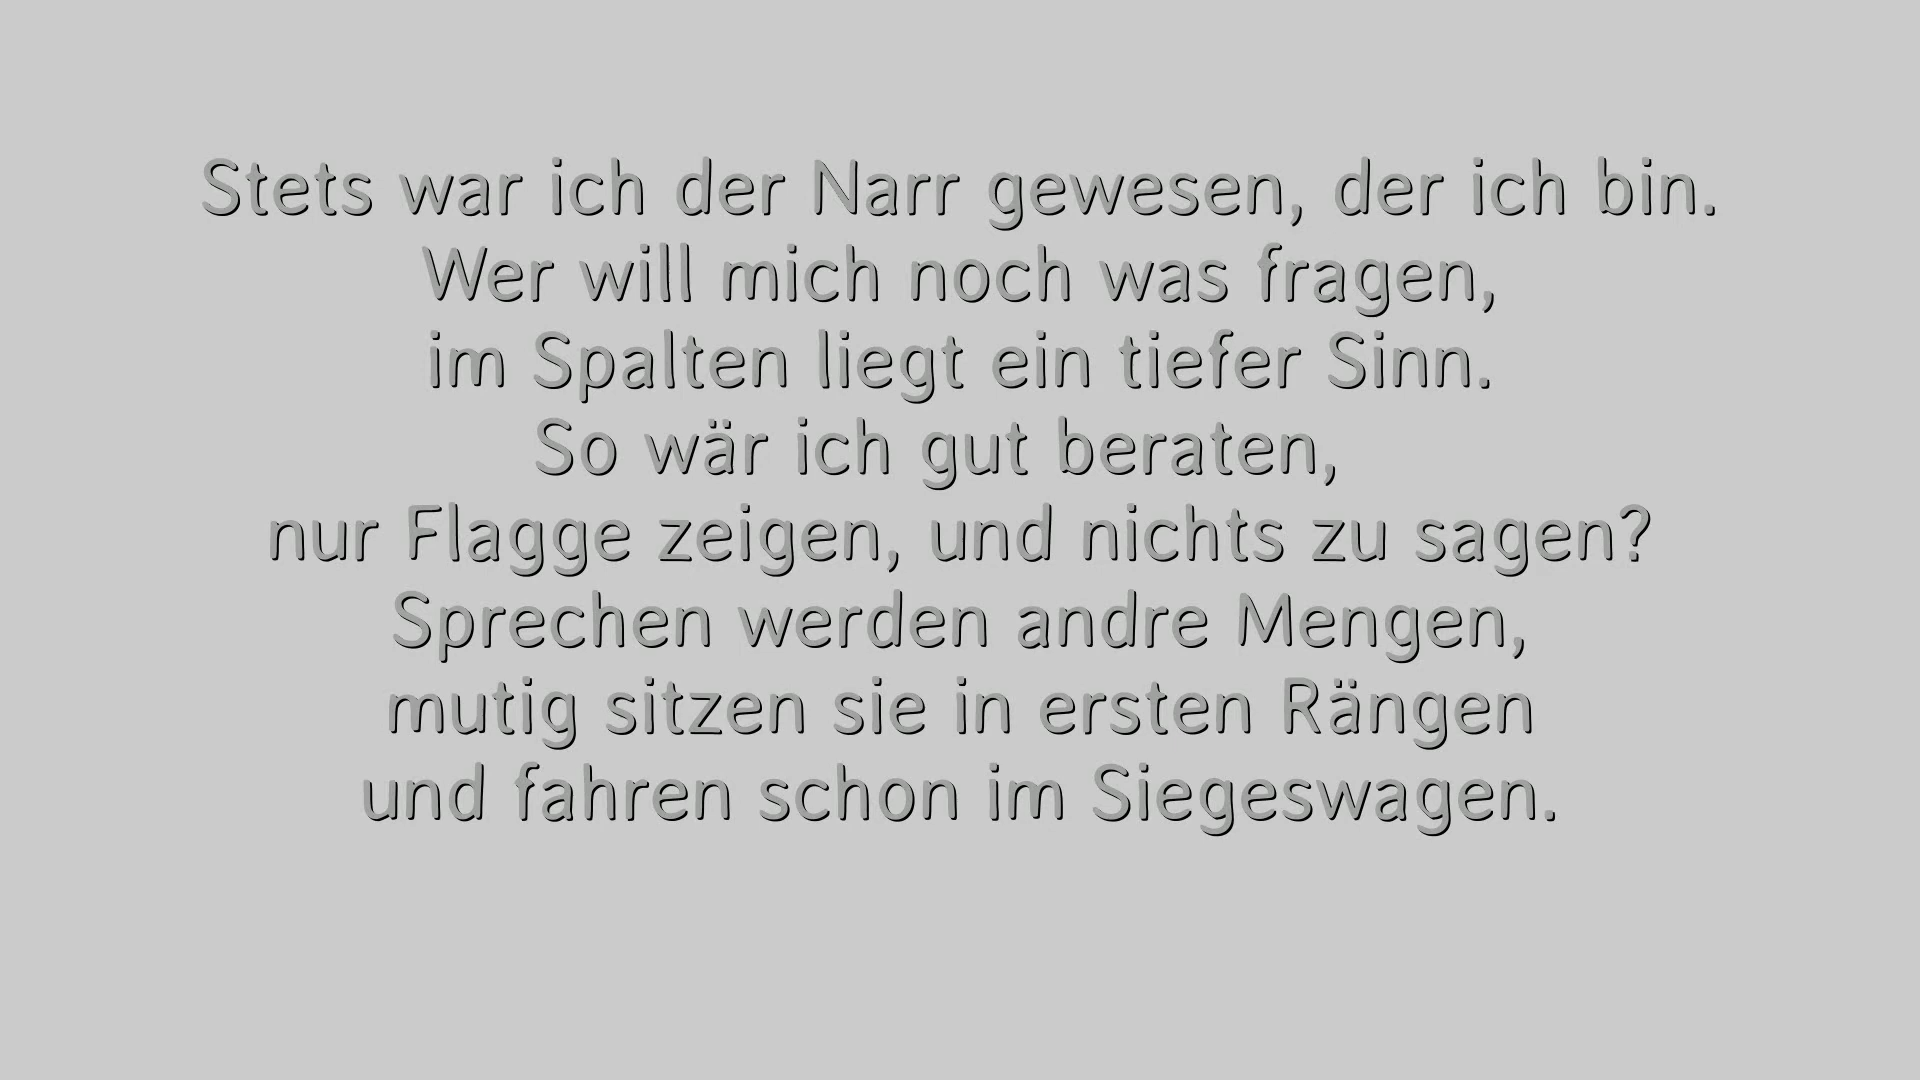 Stets war ich der Narr gewesen, der ich bin.
Wer will mich noch was fragen,
im Spalten liegt ein tiefer Sinn.
So wär ich gut beraten,
nur Flagge zeigen, und nichts zu sagen?
Sprechen werden andre Mengen,
mutig sitzen sie in ersten Rängen
und fahren schon im Siegeswagen.